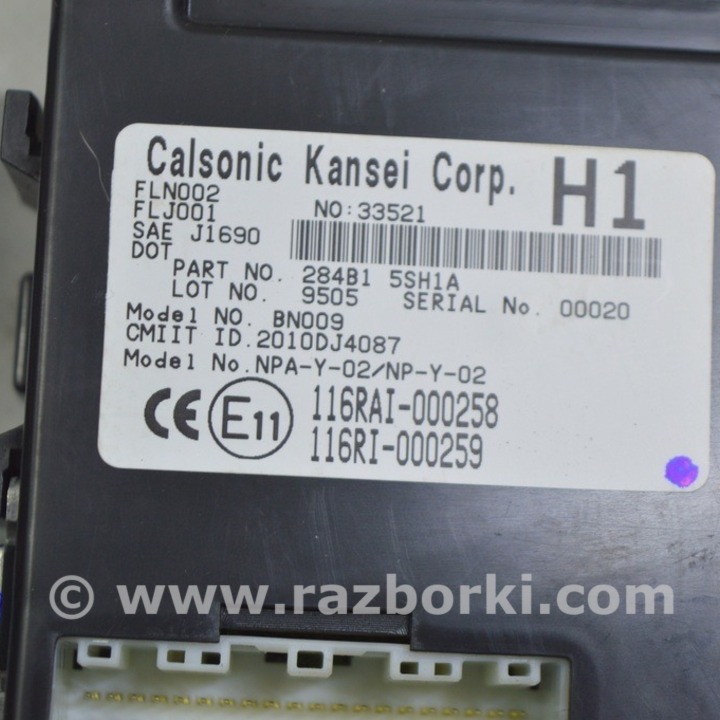 Calsonic Kansei Corp. H1
FLN002
FLJ001 NO:33521
SAE J1690
DOT
PART NO. 284B1 5SH1A
LOT NO. 9505 SERIAL No. 00020
Model NO. BN009
CMIIT ID.2010DJ4087
Model No.NPA-Y-02/NP-Y-02
CE E11 116RAI-000258
116RI-000259
© www.razborki.com